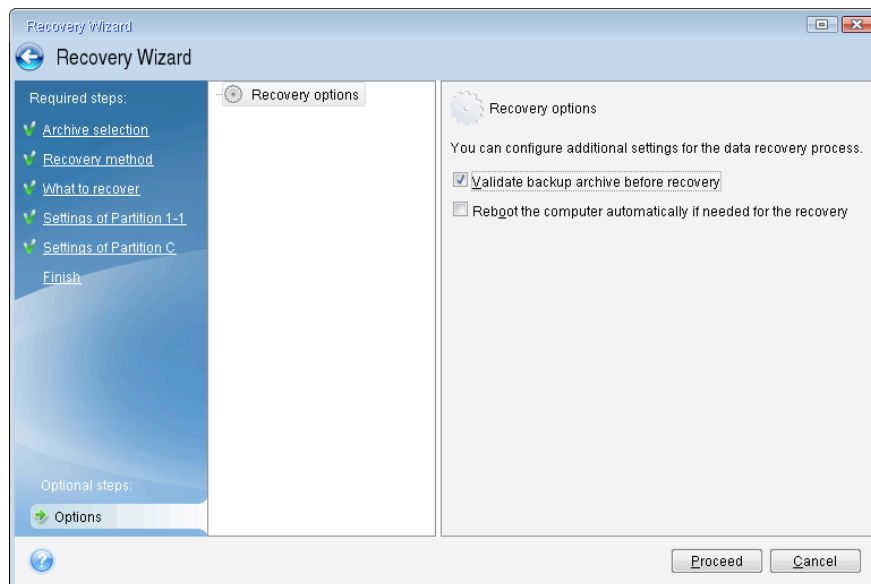 Recovery Wizard
Recovery Wizard
Required steps:
Archive selection
Recovery method
What to recover
Settings of Partition 1-1
Settings of Partition C
Finish
Optional steps:
Options
Recovery options
Recovery options
You can configure additional settings for the data recovery process.
Validate backup archive before recovery
Reboot the computer automatically if needed for the recovery
?
Proceed
Cancel